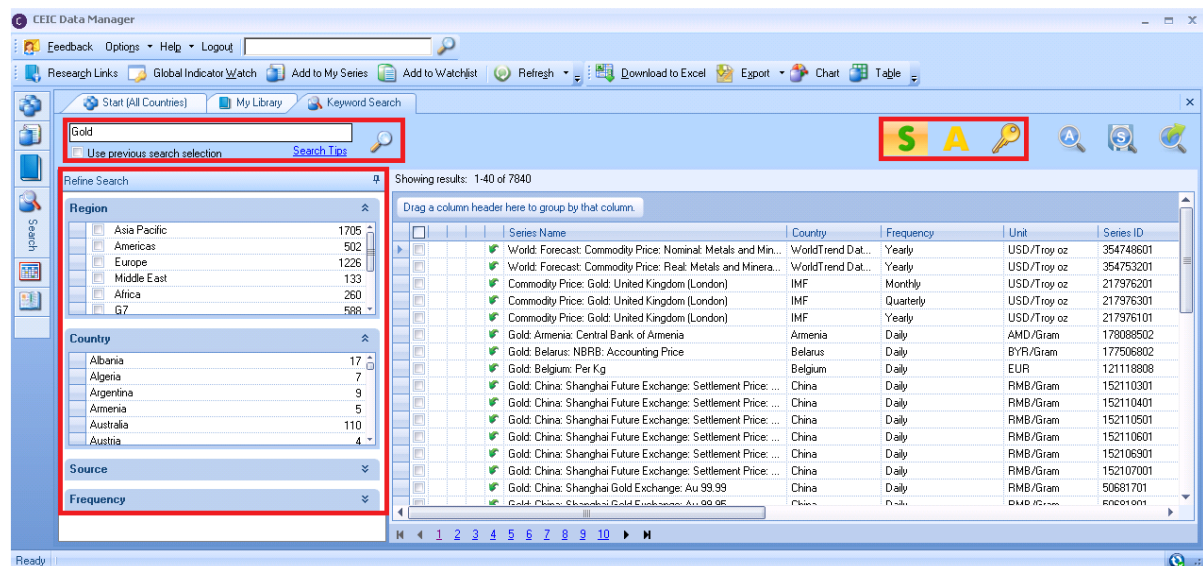 CEIC Data Manager
Feedback Options Help Logout
Research Links Global Indicator Watch Add to My Series Add to Watchlist Refresh Download to Excel Export Chart Table
Start (All Countries) My Library Keyword Search
Gold
Use previous search selection Search Tips
S A A S
Search
Refine Search
Region
Asia Pacific 1705
Americas 502
Europe 1226
Middle East 133
Africa 260
G7 588
Country
Albania 17
Algeria 7
Argentina 9
Armenia 5
Australia 110
Austria 4
Source
Frequency
Showing results: 1-40 of 7840
Drag a column header here to group by that column.
Series Name Country Frequency Unit Series ID
World: Forecast: Commodity Price: Nominal: Metals and Min... WorldTrend Dat... Yearly USD/Troy oz 354748601
World: Forecast: Commodity Price: Real: Metals and Minera... WorldTrend Dat... Yearly USD/Troy oz 354753201
Commodity Price: Gold: United Kingdom (London) IMF Monthly USD/Troy oz 217976201
Commodity Price: Gold: United Kingdom (London) IMF Quarterly USD/Troy oz 217976301
Commodity Price: Gold: United Kingdom (London) IMF Yearly USD/Troy oz 217976101
Gold: Armenia: Central Bank of Armenia Armenia Daily AMD/Gram 178088502
Gold: Belarus: NBRB: Accounting Price Belarus Daily BYR/Gram 177506802
Gold: Belgium: Per Kg Belgium Daily EUR 121118808
Gold: China: Shanghai Future Exchange: Settlement Price: ... China Daily RMB/Gram 152110301
Gold: China: Shanghai Future Exchange: Settlement Price: ... China Daily RMB/Gram 152110401
Gold: China: Shanghai Future Exchange: Settlement Price: ... China Daily RMB/Gram 152110501
Gold: China: Shanghai Future Exchange: Settlement Price: ... China Daily RMB/Gram 152110601
Gold: China: Shanghai Future Exchange: Settlement Price: ... China Daily RMB/Gram 152106901
Gold: China: Shanghai Future Exchange: Settlement Price: ... China Daily RMB/Gram 152107001
Gold: China: Shanghai Gold Exchange: Au 99.99 China Daily RMB/Gram 50681701
Gold: China: Shanghai Gold Exchange: Au 99.95 China Daily RMB/Gram 50681801
1 2 3 4 5 6 7 8 9 10
Ready